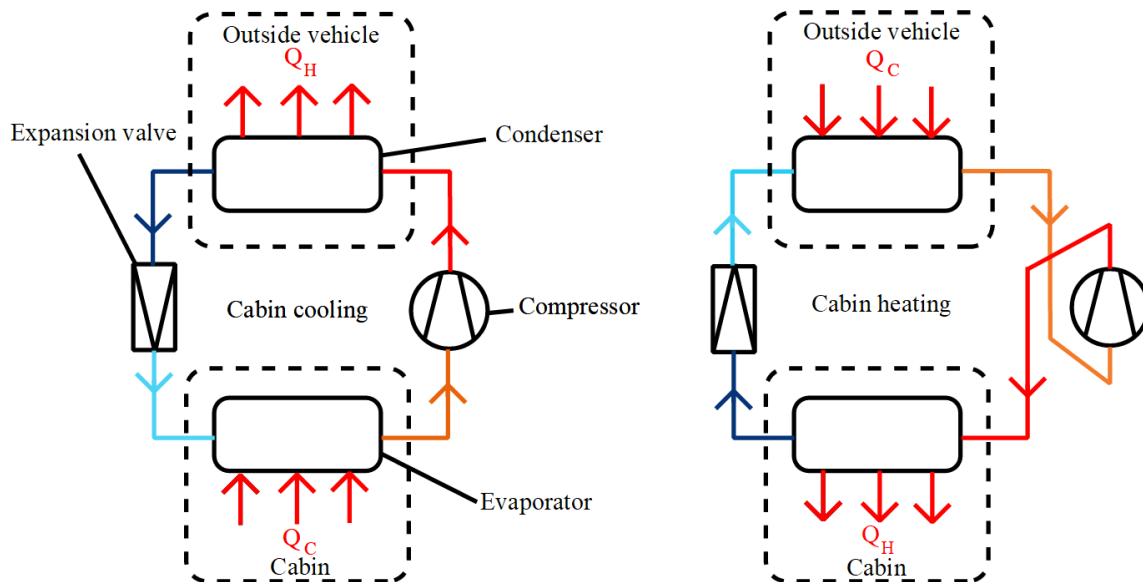 Outside vehicle
Q_H
Expansion valve
Condenser
Cabin cooling
Compressor
Evaporator
Q_C
Cabin
Outside vehicle
Q_C
Cabin heating
Q_H
Cabin